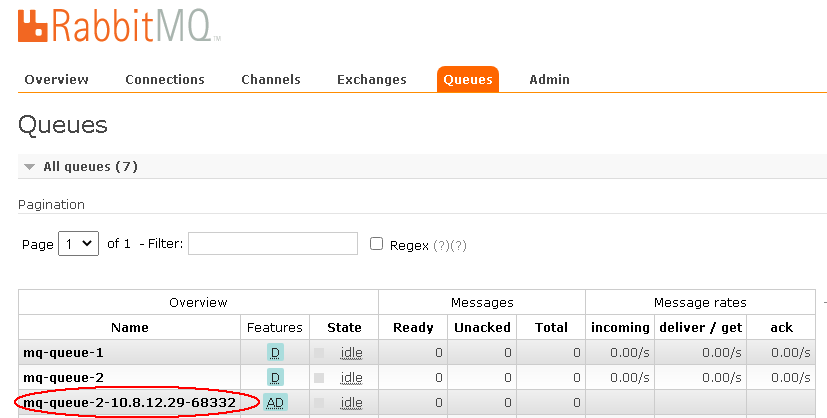 RabbitMQ™
Overview Connections Channels Exchanges Queues Admin
Queues
All queues (7)
Pagination
Page 1 of 1 - Filter: Regex (?)(?)
Overview Messages Message rates
Name Features State Ready Unacked Total incoming deliver / get ack
mq-queue-1 D idle 0 0 0 0.00/s 0.00/s 0.00/s
mq-queue-2 D idle 0 0 0 0.00/s 0.00/s 0.00/s
mq-queue-2-10.8.12.29-68332 AD idle 0 0 0